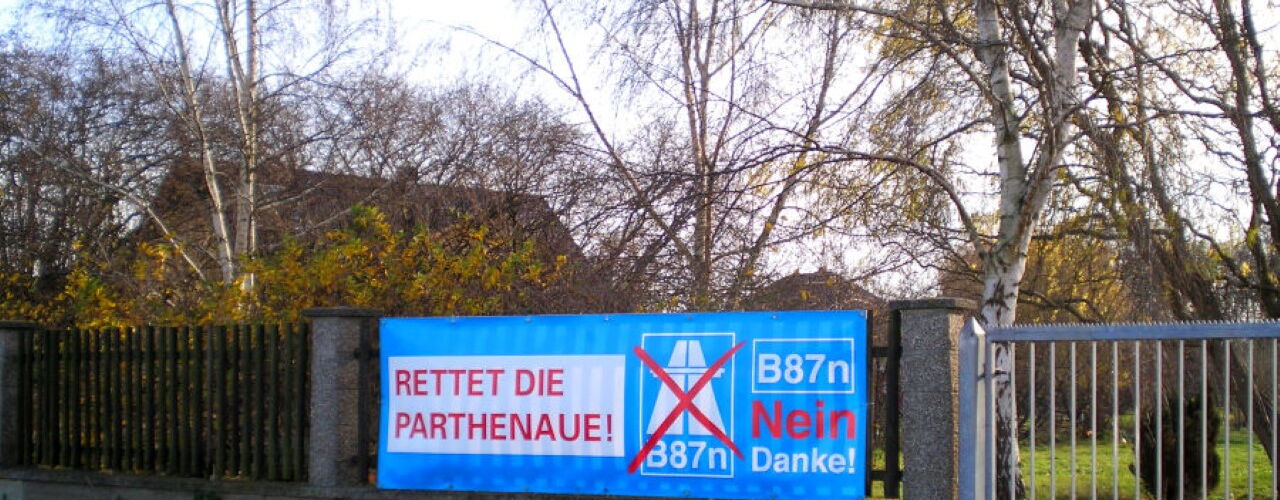 RETTET DIE
PARTHENAUE!
B87n
B87n
Nein
Danke!